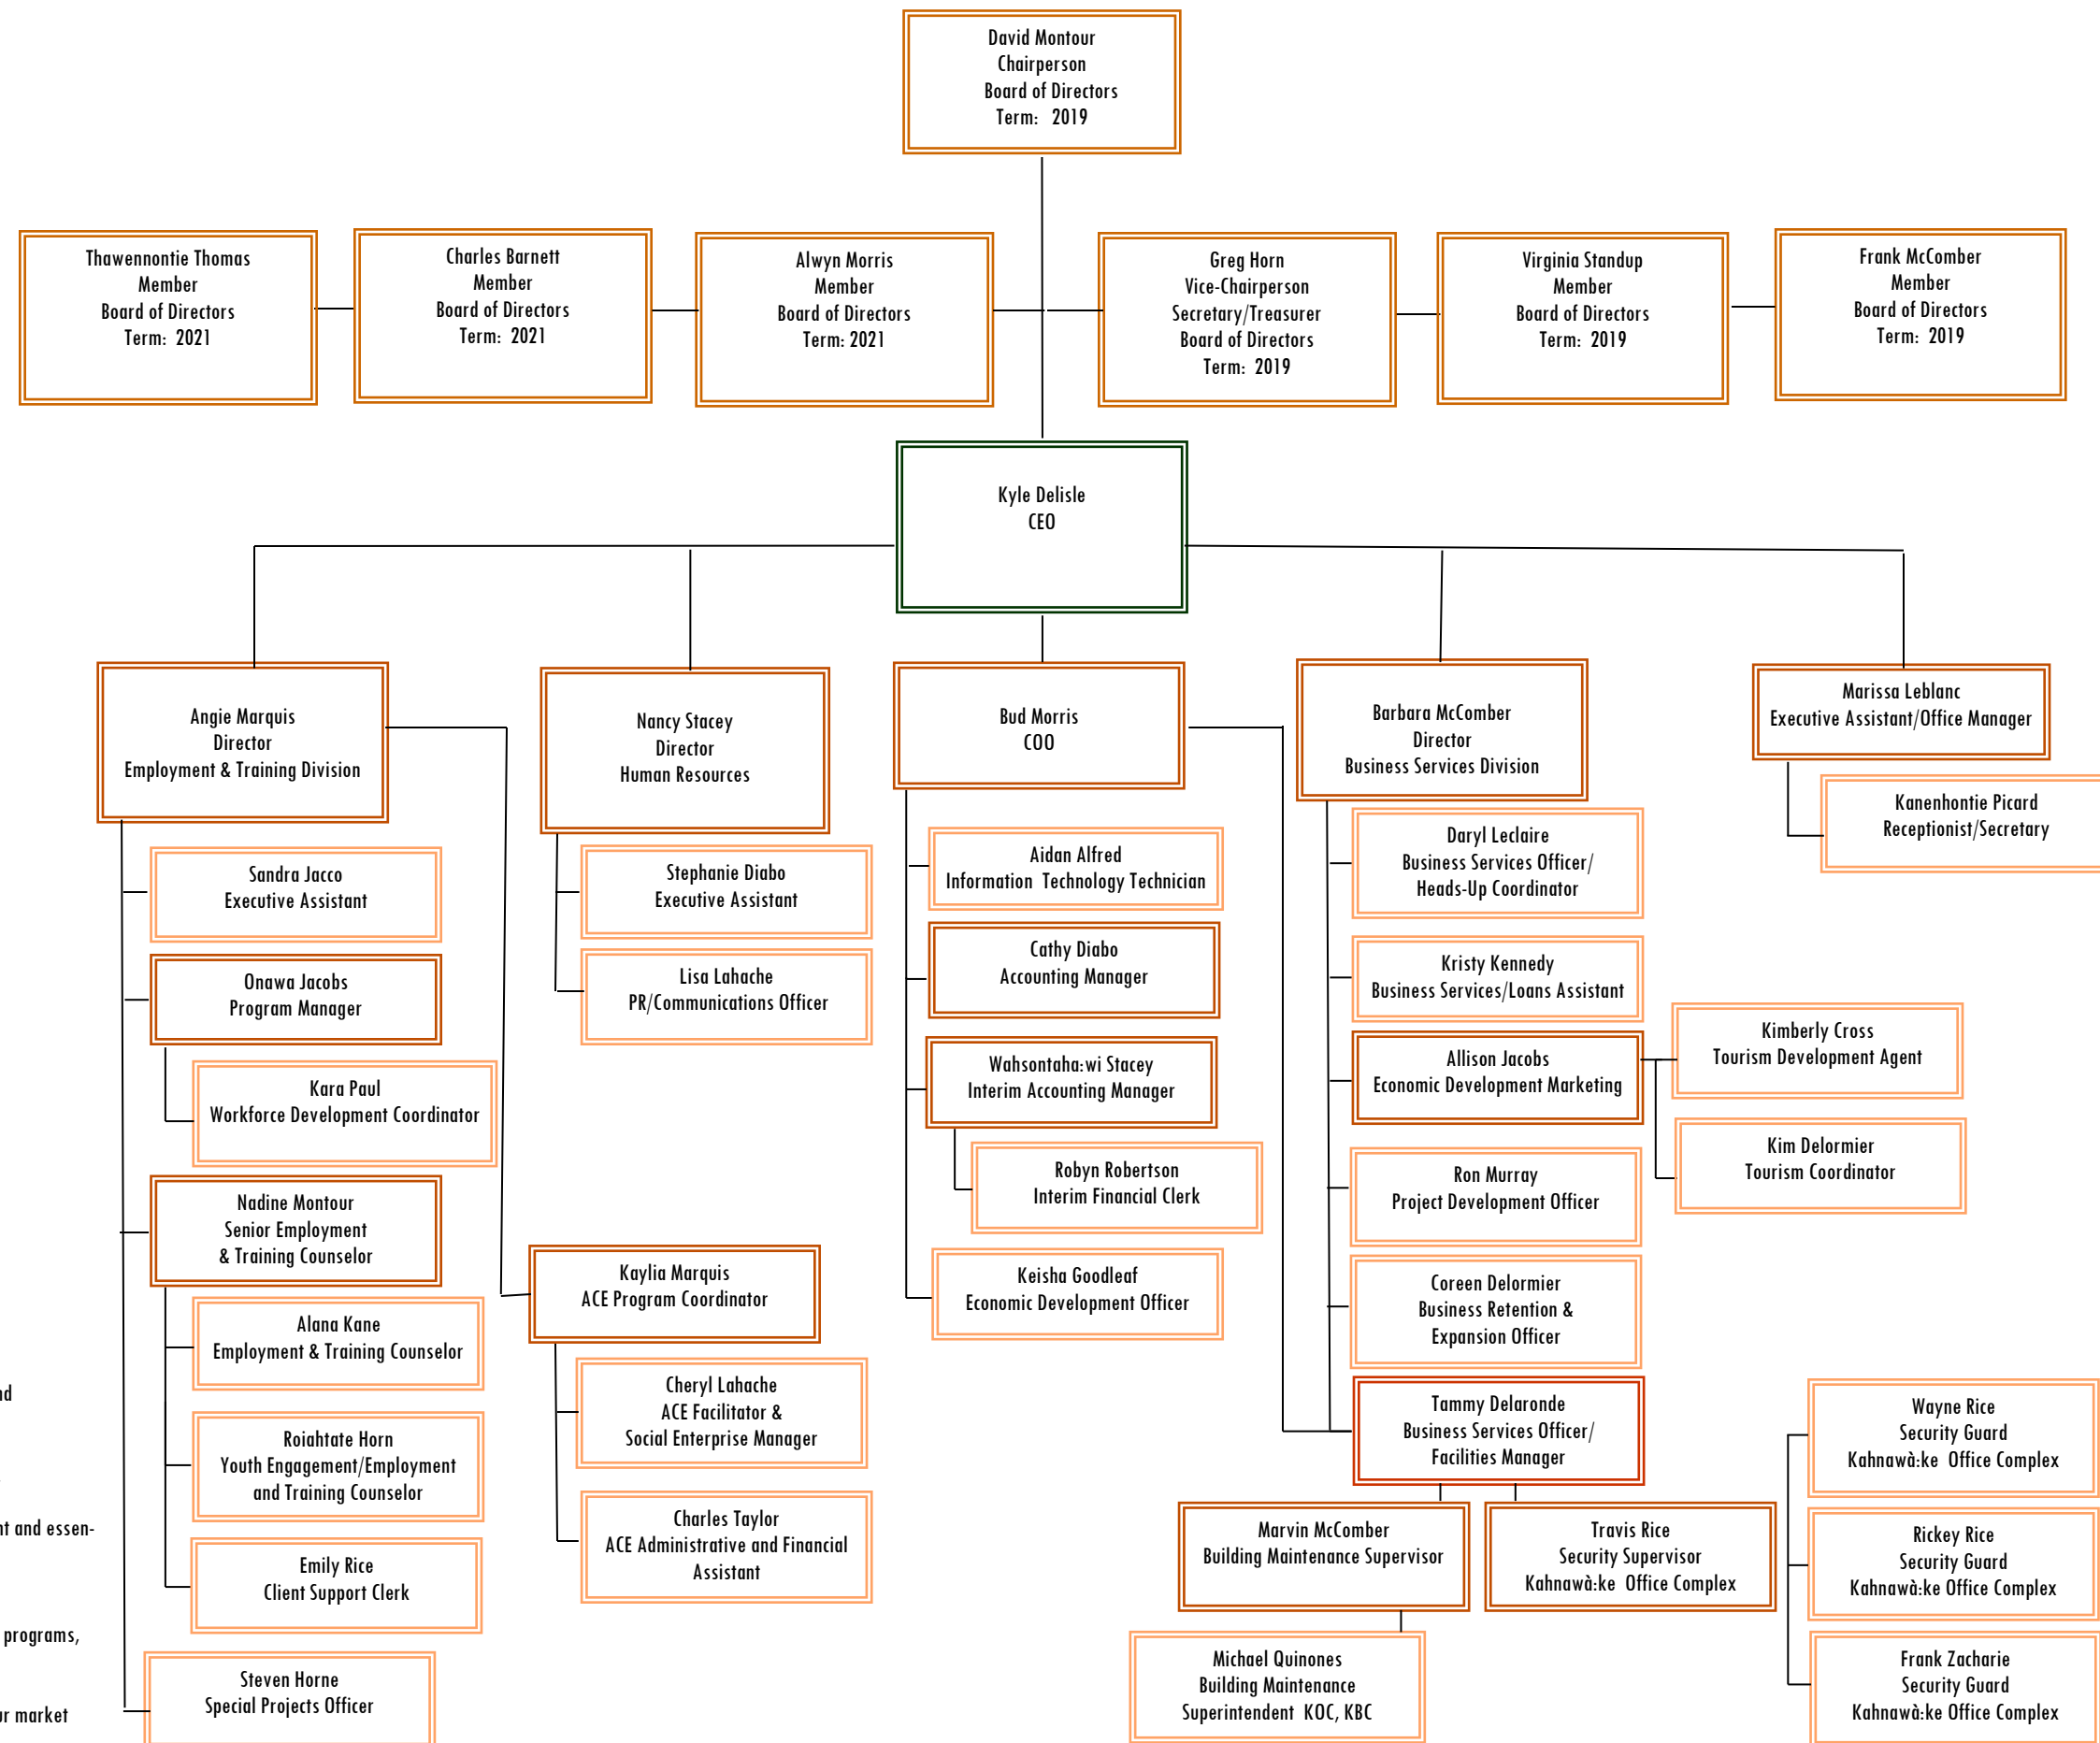 David Montour
Chairperson
Board of Directors
Term: 2019
Thawennontie Thomas
Member
Board of Directors
Term: 2021
Charles Barnett
Member
Board of Directors
Term: 2021
Alwyn Morris
Member
Board of Directors
Term: 2021
Greg Horn
Vice-Chairperson
Secretary/Treasurer
Board of Directors
Term: 2019
Virginia Standup
Member
Board of Directors
Term: 2019
Frank McComber
Member
Board of Directors
Term: 2019
Kyle Delisle
CEO
Angie Marquis
Director
Employment & Training Division
Sandra Jacco
Executive Assistant
Onawa Jacobs
Program Manager
Kara Paul
Workforce Development Coordinator
Nadine Montour
Senior Employment
& Training Counselor
Alana Kane
Employment & Training Counselor
Roiahtate Horn
Youth Engagement/Employment
and Training Counselor
Emily Rice
Client Support Clerk
Steven Horne
Special Projects Officer
Kaylia Marquis
ACE Program Coordinator
Cheryl Lahache
ACE Facilitator &
Social Enterprise Manager
Charles Taylor
ACE Administrative and Financial
Assistant
Nancy Stacey
Director
Human Resources
Stephanie Diabo
Executive Assistant
Lisa Lahache
PR/Communications Officer
Bud Morris
COO
Aidan Alfred
Information Technology Technician
Cathy Diabo
Accounting Manager
Wahsontaha:wi Stacey
Interim Accounting Manager
Robyn Robertson
Interim Financial Clerk
Keisha Goodleaf
Economic Development Officer
Barbara McComber
Director
Business Services Division
Daryl Leclaire
Business Services Officer/
Heads-Up Coordinator
Kristy Kennedy
Business Services/Loans Assistant
Allison Jacobs
Economic Development Marketing
Kimberly Cross
Tourism Development Agent
Kim Delormier
Tourism Coordinator
Ron Murray
Project Development Officer
Coreen Delormier
Business Retention &
Expansion Officer
Tammy Delaronde
Business Services Officer/
Facilities Manager
Marvin McComber
Building Maintenance Supervisor
Michael Quinones
Building Maintenance
Superintendent KOC, KBC
Travis Rice
Security Supervisor
Kahnawà:ke Office Complex
Wayne Rice
Security Guard
Kahnawà:ke Office Complex
Rickey Rice
Security Guard
Kahnawà:ke Office Complex
Frank Zacharie
Security Guard
Kahnawà:ke Office Complex
Marissa Leblanc
Executive Assistant/Office Manager
Kanenhontie Picard
Receptionist/Secretary
and essen-
programs,
market